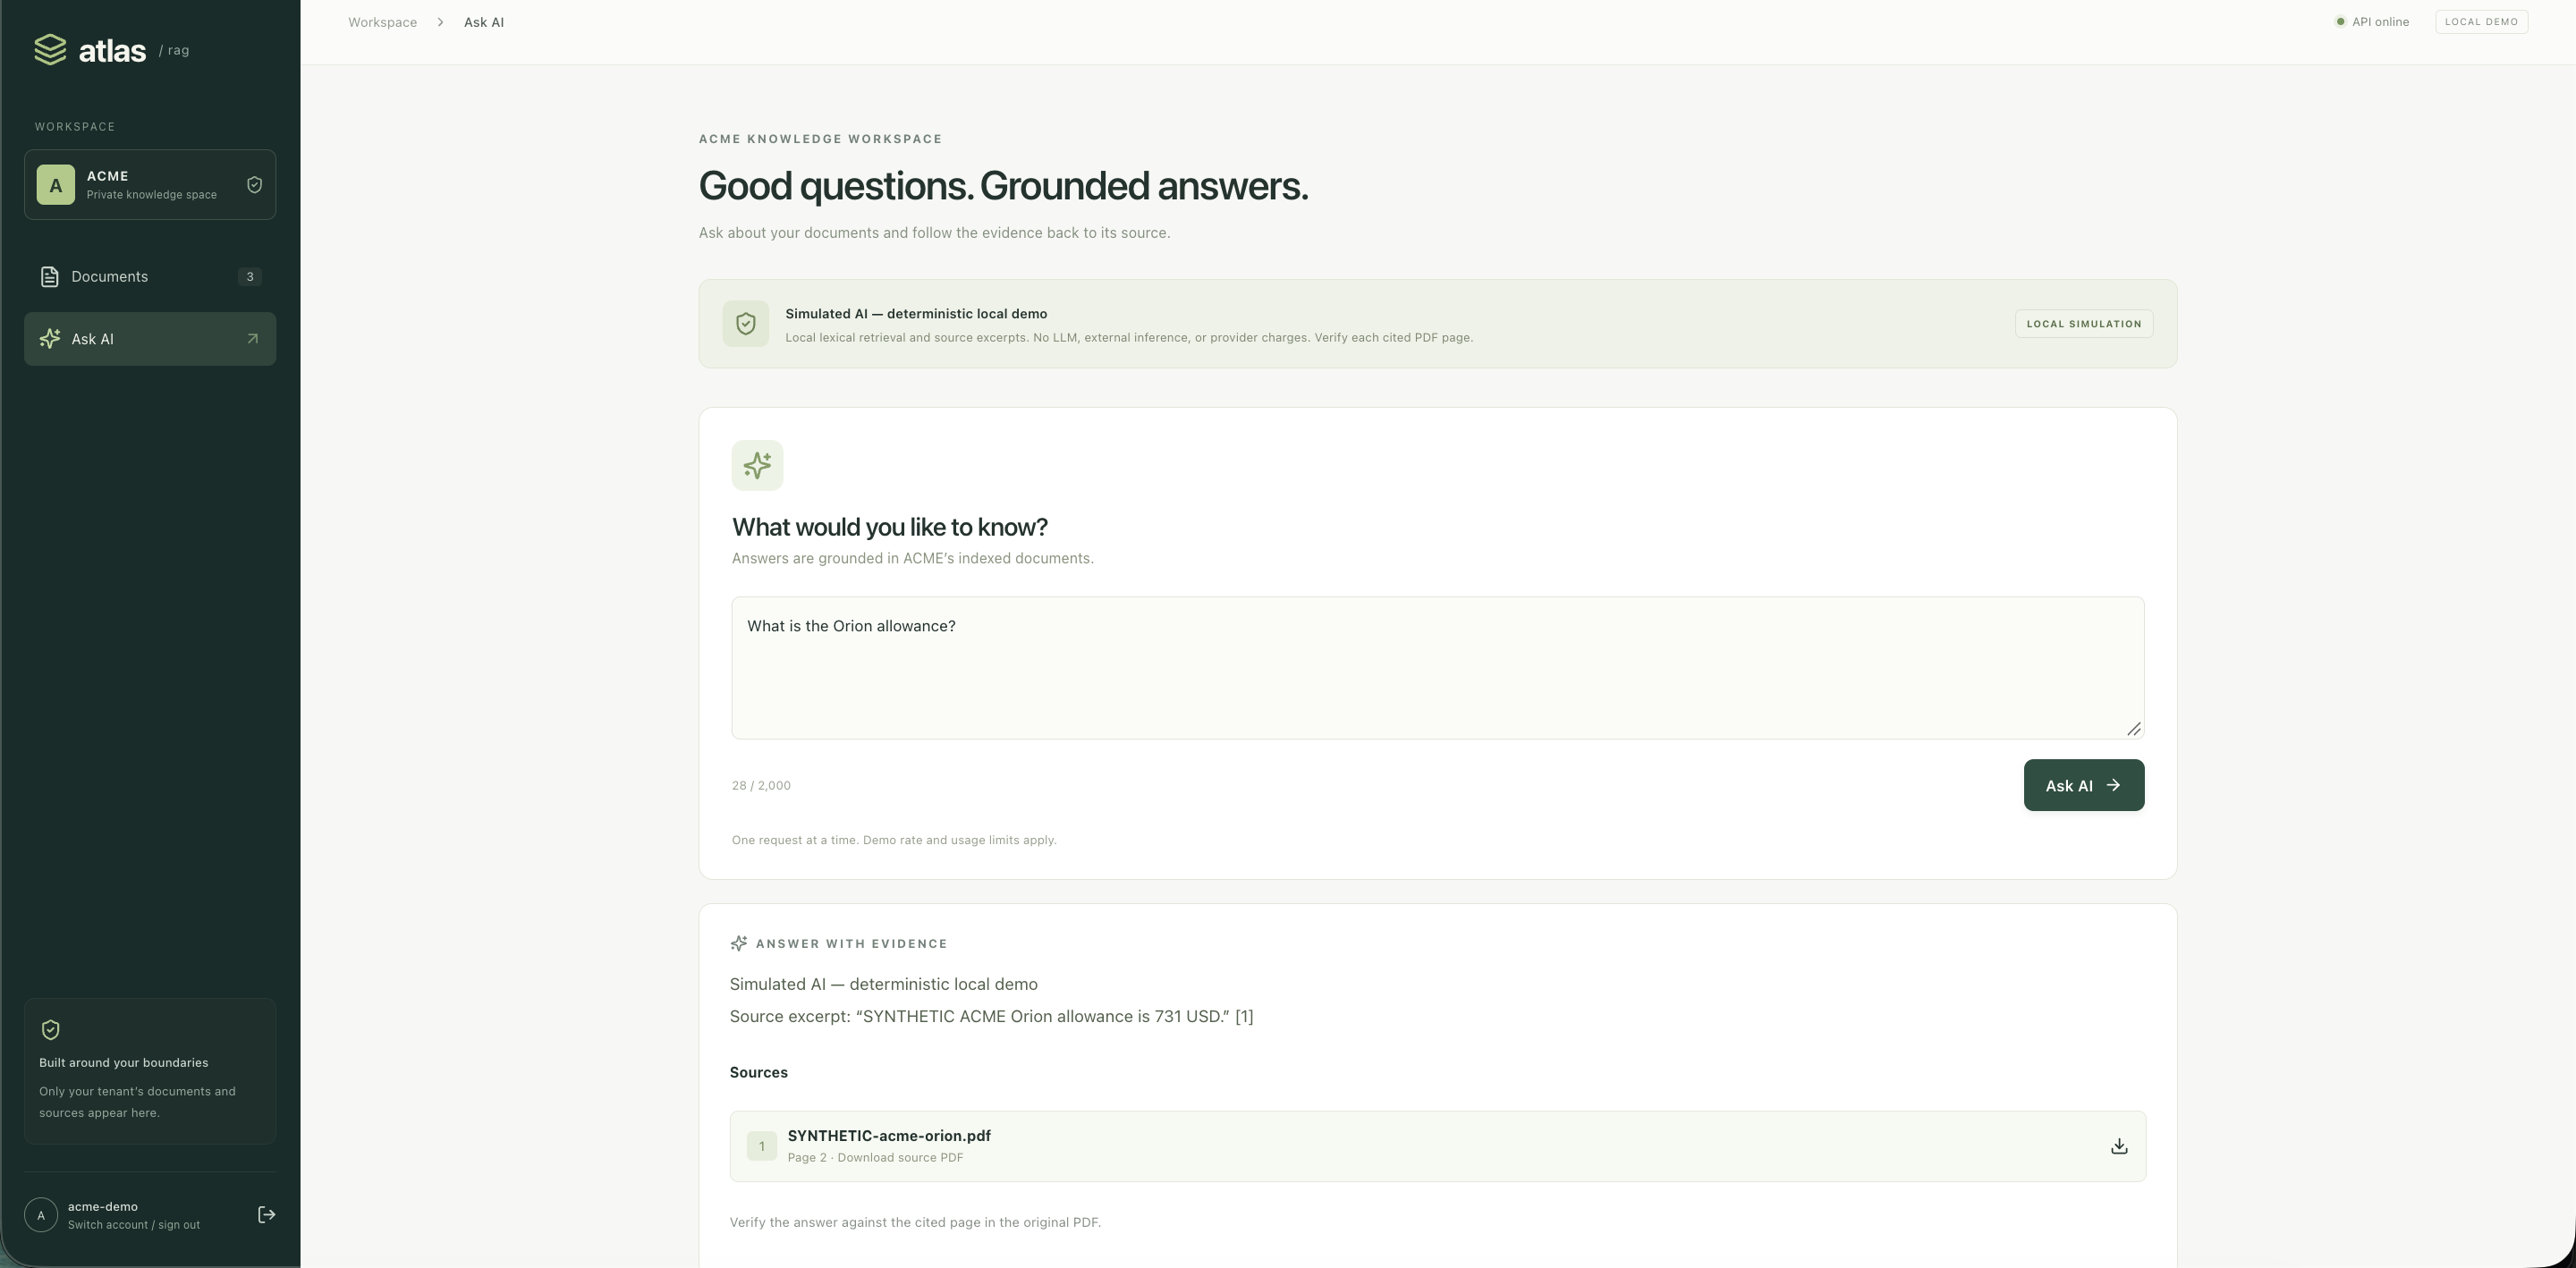 atlas / rag
WORKSPACE
A
ACME
Private knowledge space
Documents 3
Ask AI
Built around your boundaries
Only your tenant’s documents and
sources appear here.
A
acme-demo
Switch account / sign out
Workspace > Ask AI
API online
LOCAL DEMO
ACME KNOWLEDGE WORKSPACE
Good questions. Grounded answers.
Ask about your documents and follow the evidence back to its source.
Simulated AI — deterministic local demo
Local lexical retrieval and source excerpts. No LLM, external inference, or provider charges. Verify each cited PDF page.
LOCAL SIMULATION
What would you like to know?
Answers are grounded in ACME’s indexed documents.
What is the Orion allowance?
28 / 2,000
Ask AI
One request at a time. Demo rate and usage limits apply.
ANSWER WITH EVIDENCE
Simulated AI — deterministic local demo
Source excerpt: “SYNTHETIC ACME Orion allowance is 731 USD.” [1]
Sources
1
SYNTHETIC-acme-orion.pdf
Page 2 · Download source PDF
Verify the answer against the cited page in the original PDF.